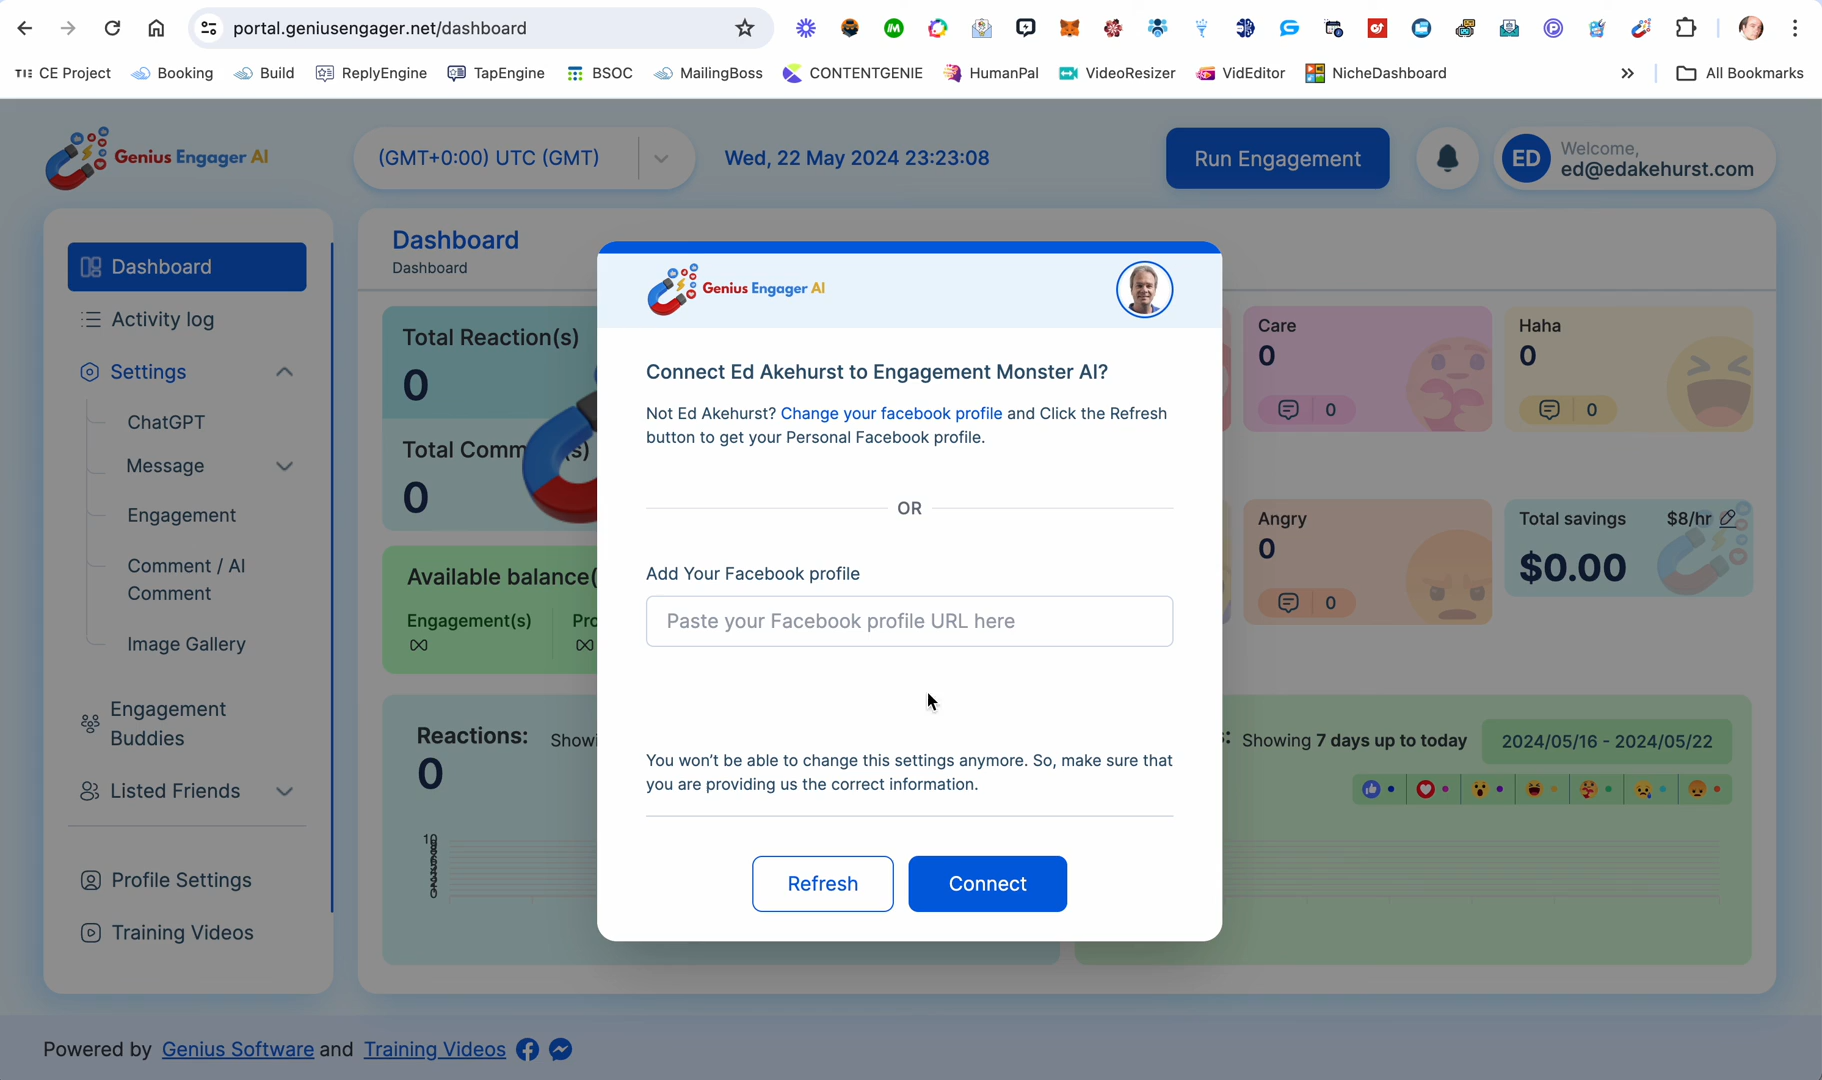 portal.geniusengager.net/dashboard
CE Project
Booking
Build
ReplyEngine
TapEngine
BSOC
MailingBoss
CONTENTGENIE
HumanPal
VideoResizer
VidEditor
NicheDashboard
All Bookmarks
Genius Engager AI
(GMT+0:00) UTC (GMT)
Wed, 22 May 2024 23:23:08
Run Engagement
ED
Welcome,
ed@edakehurst.com
Dashboard
Activity log
Settings
ChatGPT
Message
Engagement
Comment / AI
Comment
Image Gallery
Engagement
Buddies
Listed Friends
Profile Settings
Training Videos
Dashboard
Dashboard
Total Reaction(s)
0
0
Available balance(
Engagement(s)
∞
∞
Reactions:
0
10
0
Genius Engager AI
Connect Ed Akehurst to Engagement Monster AI?
Not Ed Akehurst? Change your facebook profile and Click the Refresh
button to get your Personal Facebook profile.
OR
Add Your Facebook profile
Paste your Facebook profile URL here
You won't be able to change this settings anymore. So, make sure that
you are providing us the correct information.
Refresh
Connect
Care
0
0
Haha
0
0
Angry
0
0
Total savings
$8/hr
$0.00
Showing 7 days up to today
2024/05/16 - 2024/05/22
Powered by Genius Software and Training Videos